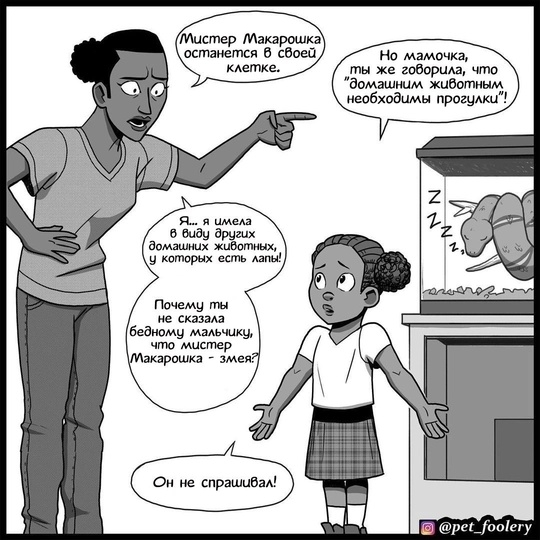 Мистер Макарошка
останется в своей
клетке.
Но мамочка,
ты же говорила, что
"домашним животным
необходимы прогулки"!
Я... я имела
в виду других
домашних животных,
у которых есть лапы!
Почему ты
не сказала
бедному мальчику,
что мистер
Макарошка - змея?
Он не спрашивал!
Z
Z
Z
Z
@pet_foolery